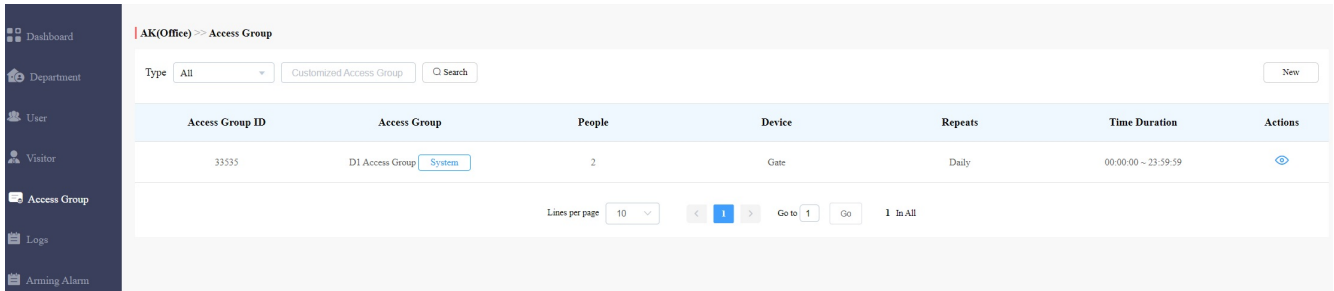 Dashboard
Department
User
Visitor
Access Group
Logs
Arming Alarm
AK(Office) >> Access Group
Type All Customized Access Group Search New
Access Group ID Access Group People Device Repeats Time Duration Actions
33535 D1 Access Group System 2 Gate Daily 00:00:00 ~ 23:59:59
Lines per page 10 < 1 > Go to 1 Go 1 In All